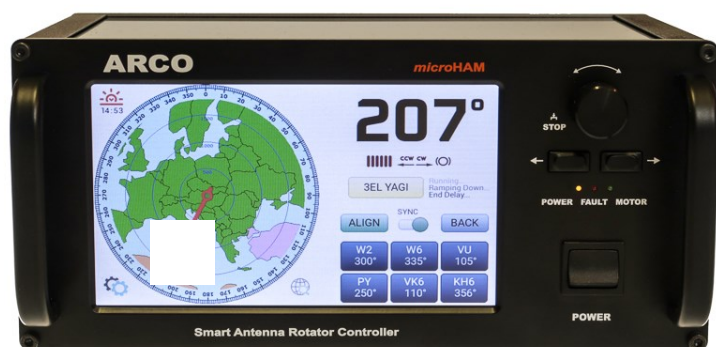 ARCO
microHAM
14:53
207°
CCW CW
STOP
3EL YAGI
Running...
Ramping Down...
End Delay...
POWER FAULT MOTOR
ALIGN
SYNC
BACK
W2
300°
W6
335°
VU
105°
PY
250°
VK6
110°
KH6
356°
POWER
Smart Antenna Rotator Controller